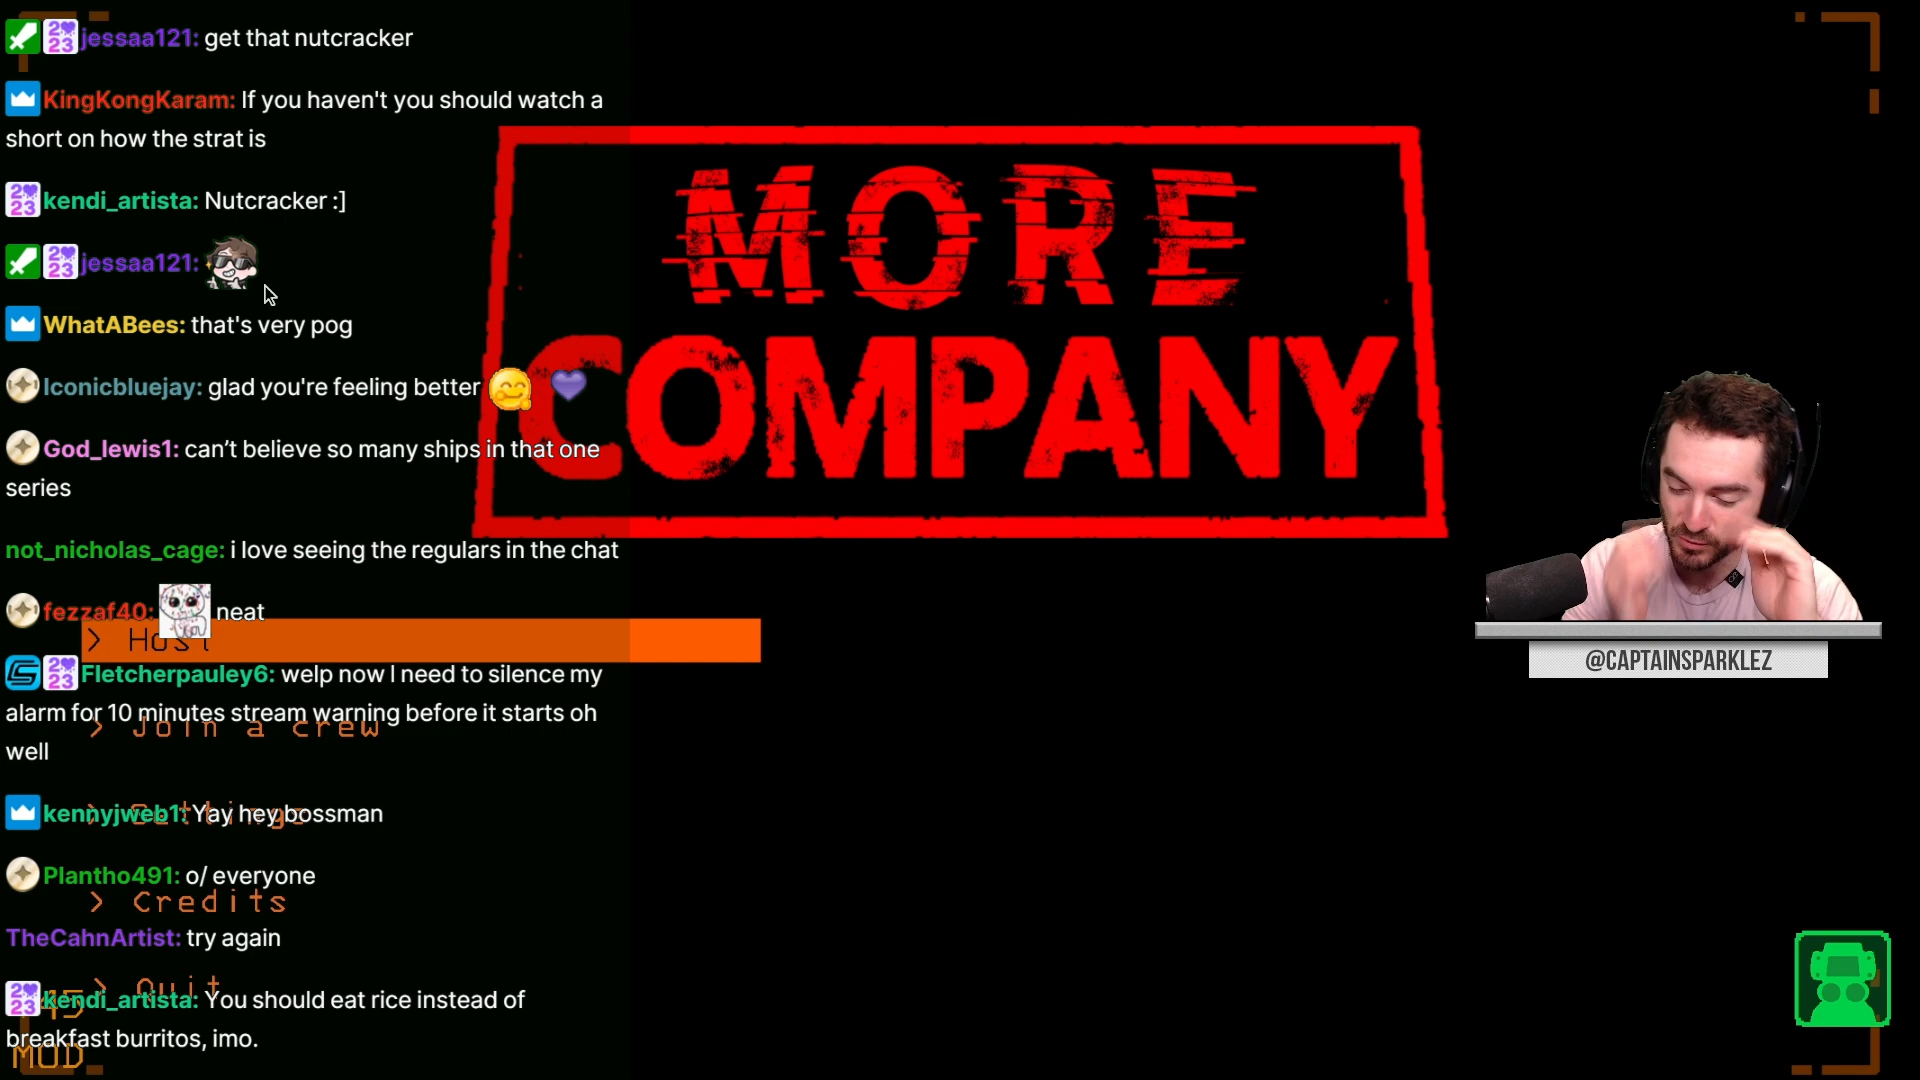 jessaa121: get that nutcracker
KingKongKaram: If you haven't you should watch a
short on how the strat is
kendi_artista: Nutcracker :]
jessaa121:
WhatABees: that's very pog
Iconicbluejay: glad you're feeling better
God_lewis1: can’t believe so many ships in that one
series
not_nicholas_cage: i love seeing the regulars in the chat
fezzaf40: neat
> Host
Fletcherpauley6: welp now I need to silence my
alarm for 10 minutes stream warning before it starts oh
well
> Join a crew
kennyjweb1: Yay hey bossman
> Settings
Plantho491: o/ everyone
> Credits
TheCahnArtist: try again
> Quit
kendi_artista: You should eat rice instead of
breakfast burritos, imo.
45
MOD
MORE
COMPANY
@CAPTAINSPARKLEZ